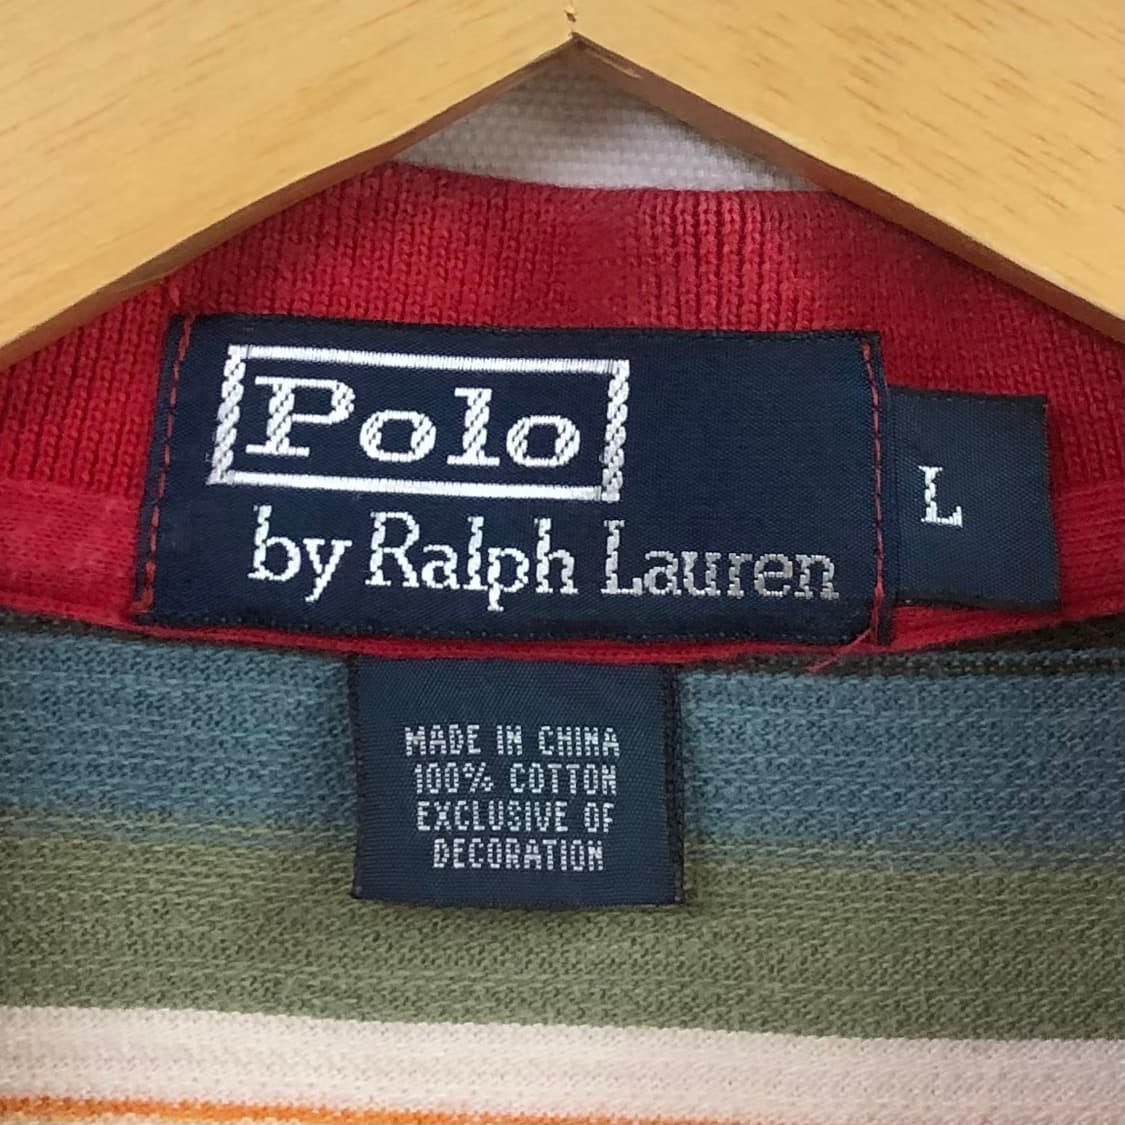 Polo
by Ralph Lauren
L
MADE IN CHINA
100% COTTON
EXCLUSIVE OF
DECORATION